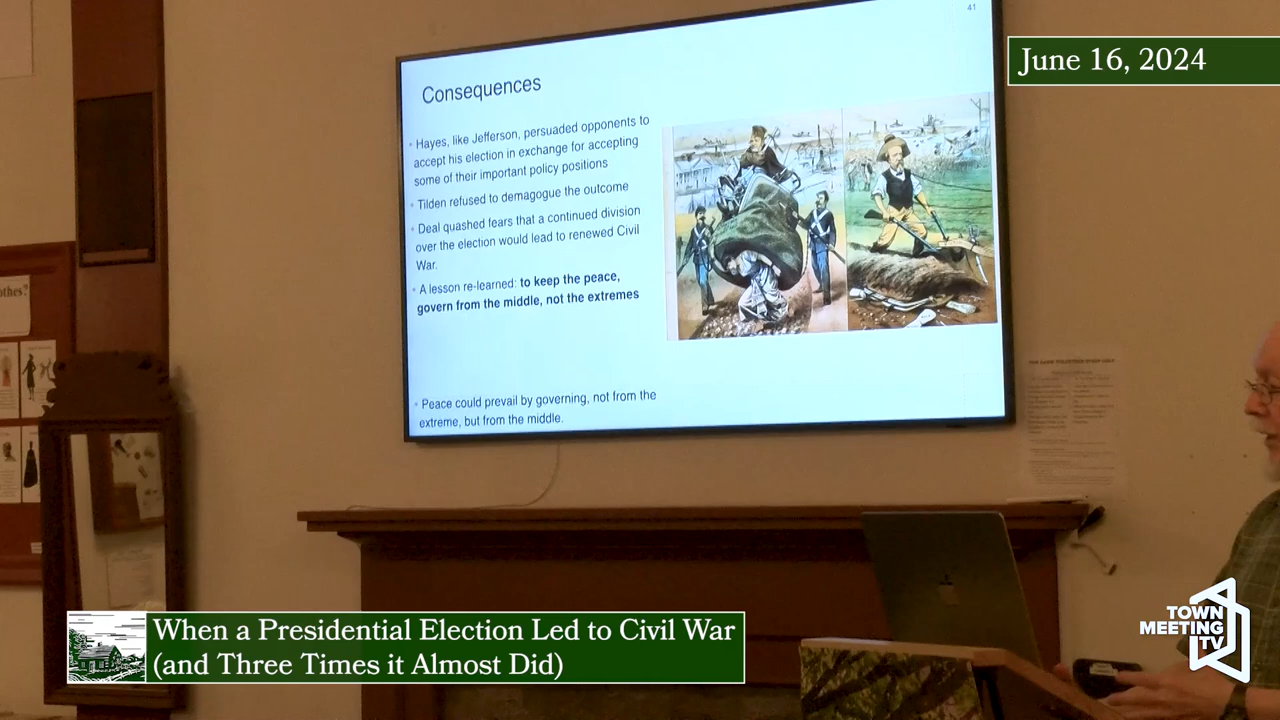 41
June 16, 2024
Consequences
Hayes, like Jefferson, persuaded opponents to
accept his election in exchange for accepting
some of their important policy positions
Tilden refused to demagogue the outcome
Deal quashed fears that a continued division
over the election would lead to renewed Civil
War.
A lesson re-learned: to keep the peace,
govern from the middle, not the extremes
Peace could prevail by governing, not from the
extreme, but from the middle.
When a Presidential Election Led to Civil War
(and Three Times it Almost Did)
TOWN
MEETING
TV